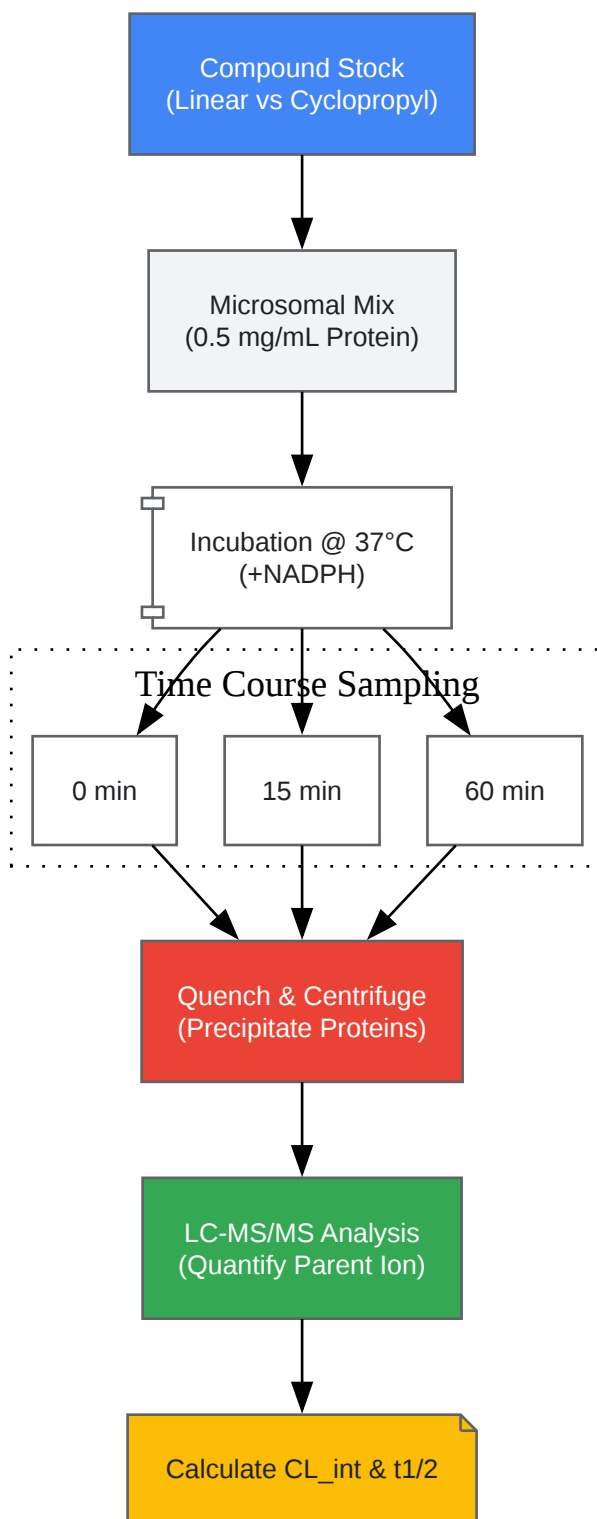 Compound Stock
(Linear vs Cyclopropyl)
Microsomal Mix
(0.5 mg/mL Protein)
Incubation @ 37°C
(+NADPH)
Time Course Sampling
0 min
15 min
60 min
Quench & Centrifuge
(Precipitate Proteins)
LC-MS/MS Analysis
(Quantify Parent Ion)
Calculate CL_int & t1/2